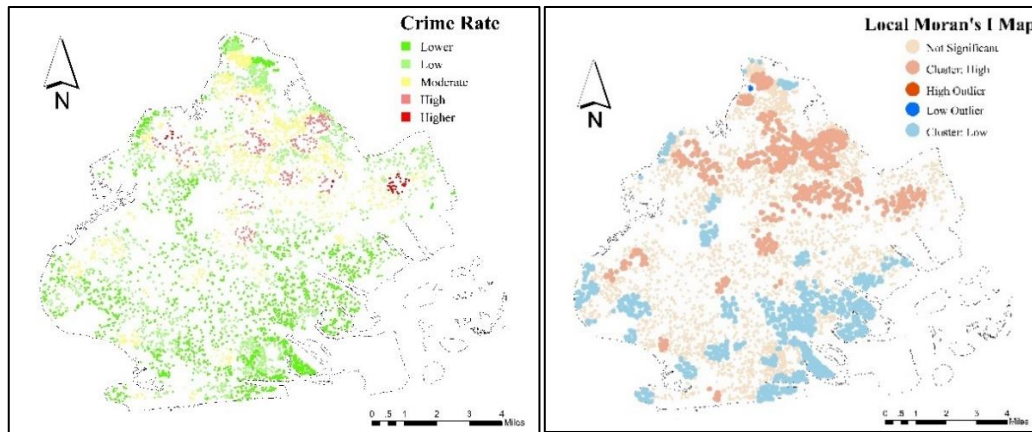 Crime Rate
Lower
Low
Moderate
High
Higher
N
0 .5 1 2 3 4
Miles
Local Moran's I Map
Not Significant
Cluster: High
High Outlier
Low Outlier
Cluster: Low
N
0 .5 1 2 3 4
Miles